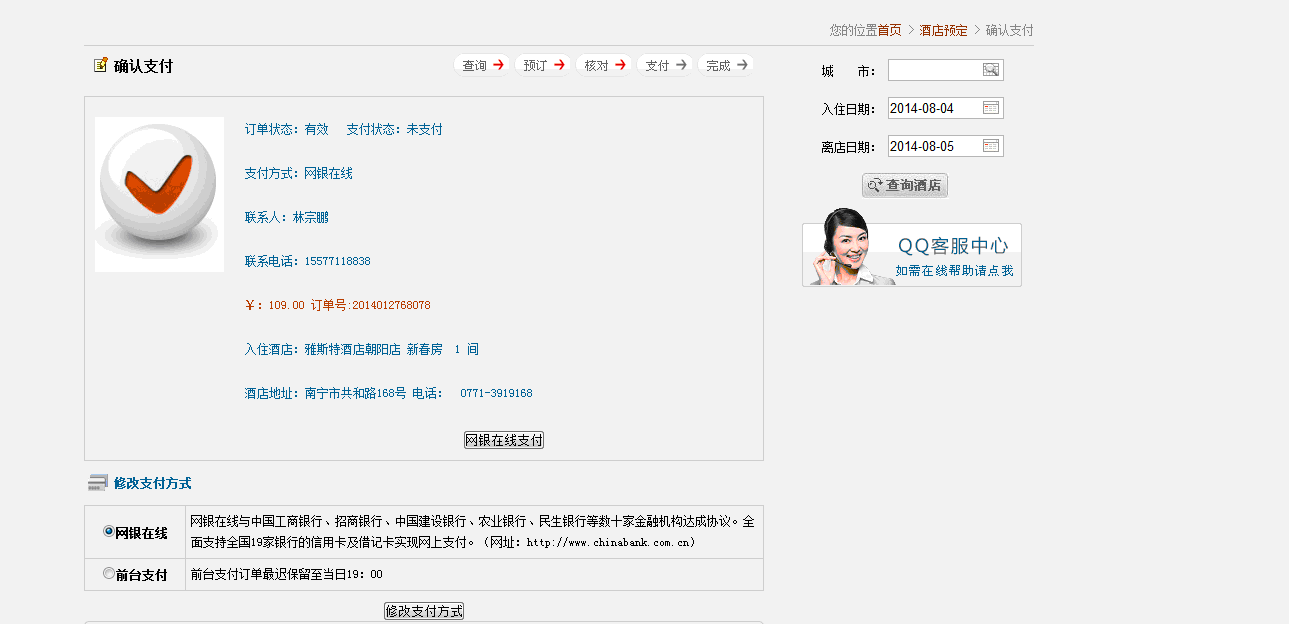 您的位置首页 > 酒店预定 > 确认支付
确认支付
查询 预订 核对 支付 完成
城 市：
入住日期： 2014-08-04
离店日期： 2014-08-05
查询酒店
QQ客服中心
如需在线帮助请点我
订单状态：有效 支付状态：未支付
支付方式：网银在线
联系人：林宗鹏
联系电话：15577118838
￥：109.00 订单号:2014012768078
入住酒店：雅斯特酒店朝阳店 新春房 1 间
酒店地址：南宁市共和路168号 电话： 0771-3919168
网银在线支付
修改支付方式
网银在线
网银在线与中国工商银行、招商银行、中国建设银行、农业银行、民生银行等数十家金融机构达成协议。全
面支持全国19家银行的信用卡及借记卡实现网上支付。（网址：http://www.chinabank.com.cn）
前台支付
前台支付订单最迟保留至当日19：00
修改支付方式